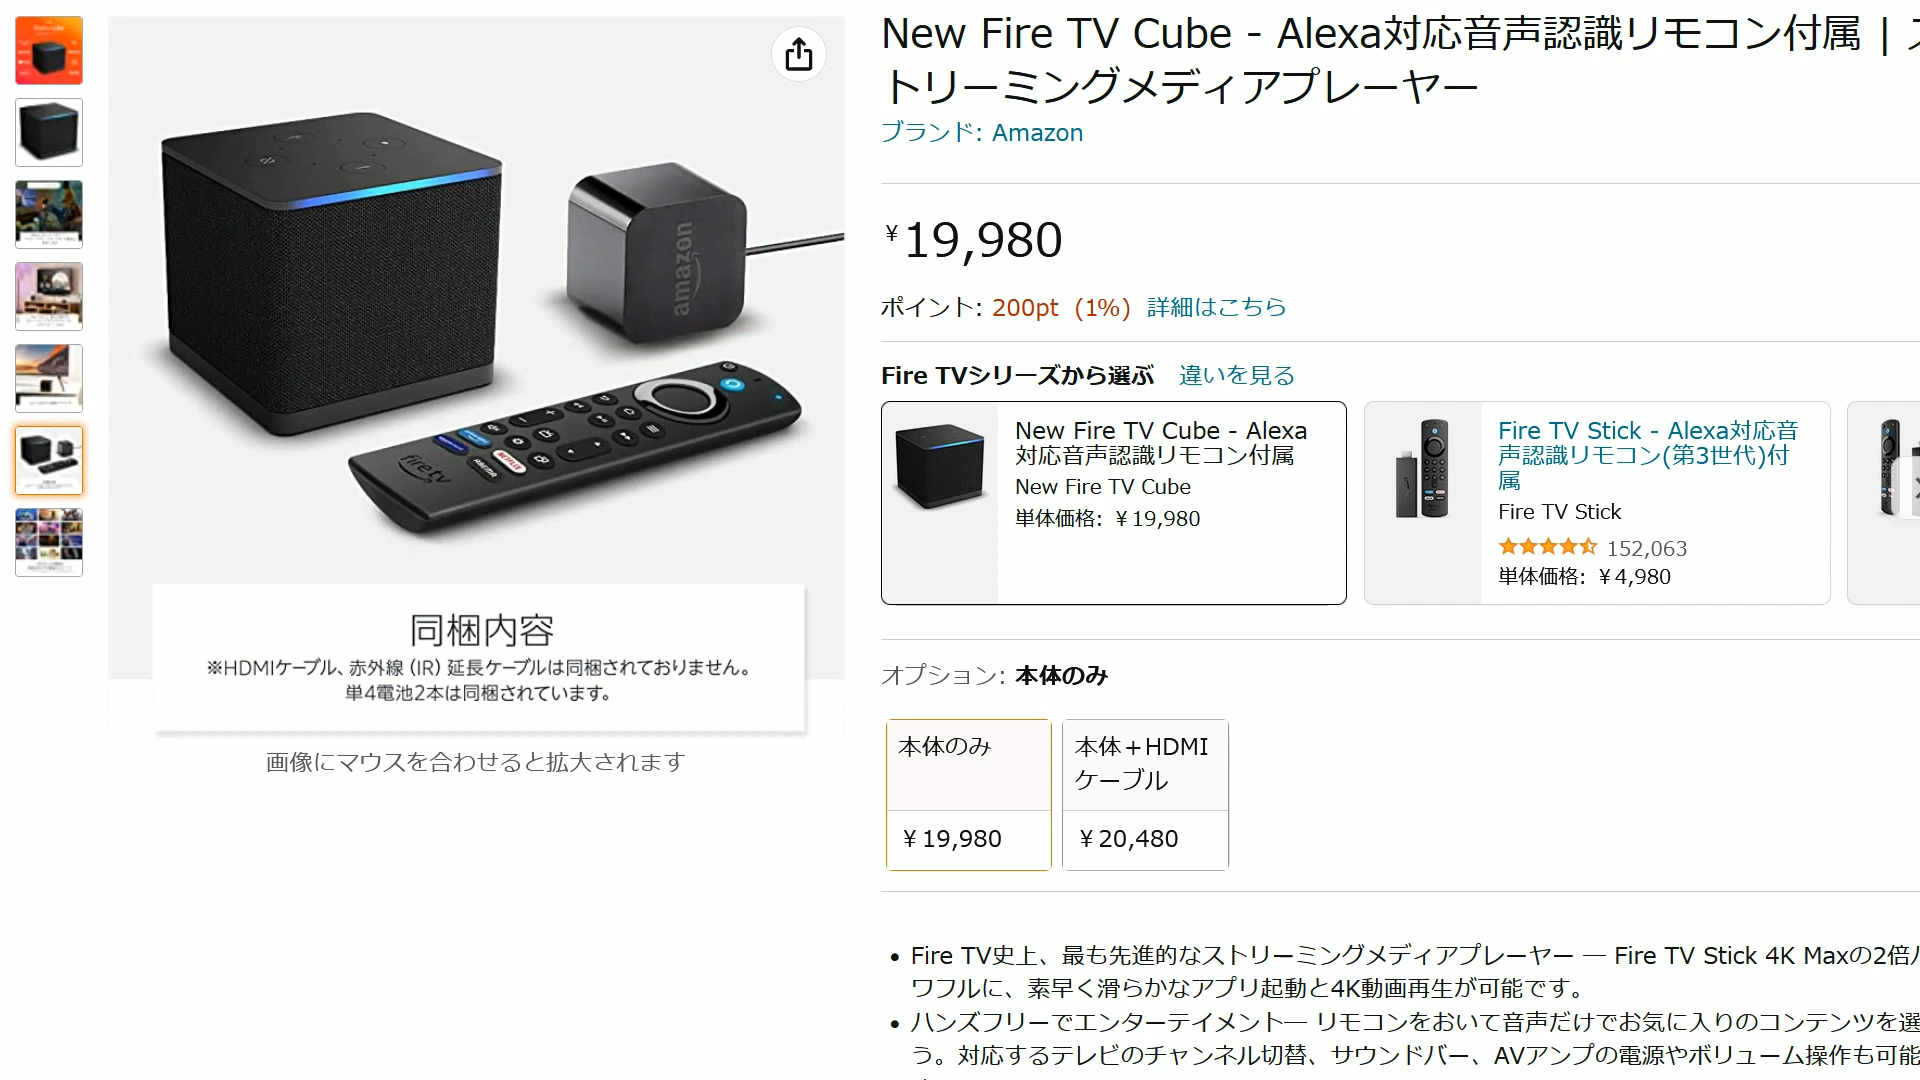 New Fire TV Cube - Alexa対応音声認識リモコン付属 | ス
トリーミングメディアプレーヤー
ブランド: Amazon
¥19,980
ポイント: 200pt (1%) 詳細はこちら
Fire TVシリーズから選ぶ 違いを見る
New Fire TV Cube - Alexa
対応音声認識リモコン付属
New Fire TV Cube
単体価格: ¥19,980
Fire TV Stick - Alexa対応音
声認識リモコン(第3世代)付
属
Fire TV Stick
152,063
単体価格: ¥4,980
オプション: 本体のみ
本体のみ
¥19,980
本体+HDMI
ケーブル
¥20,480
Fire TV史上、最も先進的なストリーミングメディアプレーヤー — Fire TV Stick 4K Maxの2倍パ
ワフルに、素早く滑らかなアプリ起動と4K動画再生が可能です。
ハンズフリーでエンターテイメント— リモコンをおいて音声だけでお気に入りのコンテンツを選
う。対応するテレビのチャンネル切替、サウンドバー、AVアンプの電源やボリューム操作も可能
amazon
firetv
NETFLIX
同梱内容
※HDMIケーブル、赤外線（IR）延長ケーブルは同梱されておりません。
単4電池2本は同梱されています。
画像にマウスを合わせると拡大されます